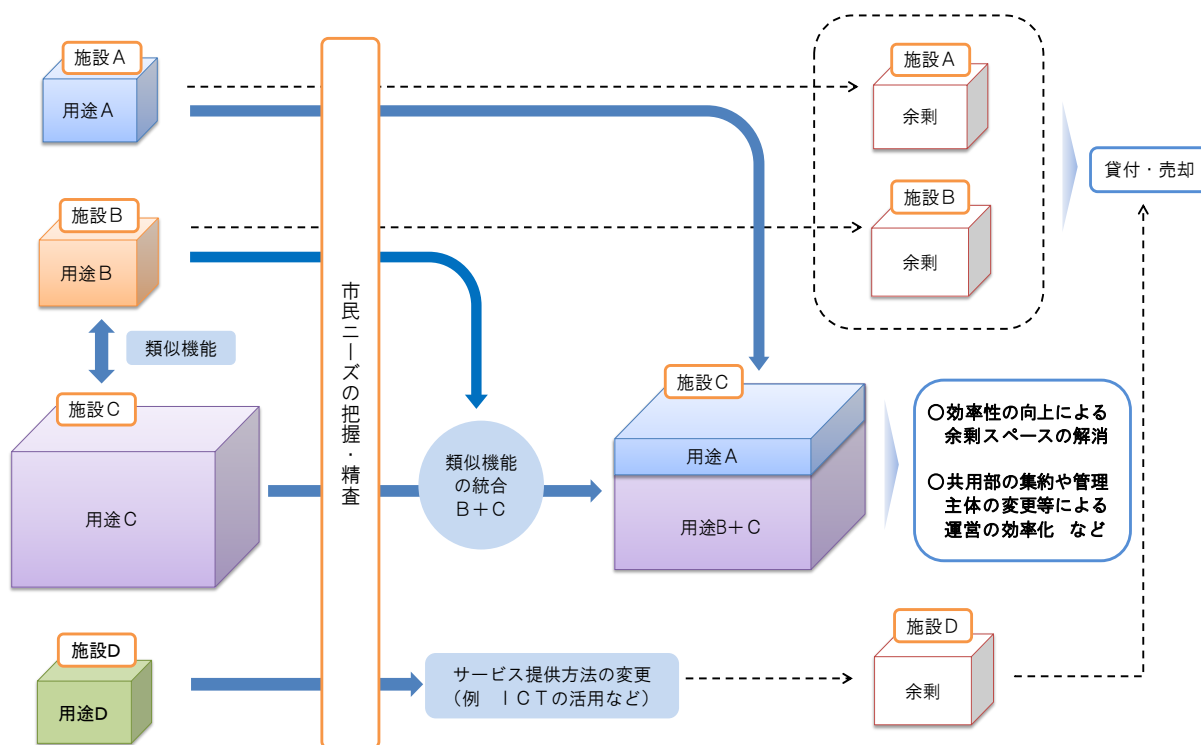 施設A
用途A
施設B
用途B
類似機能
施設C
用途C
施設D
用途D
市民ニーズの把握・精査
類似機能
の統合
B+C
サービス提供方法の変更
(例　ICTの活用など)
施設C
用途A
用途B+C
施設A
余剰
施設B
余剰
貸付・売却
○効率性の向上による
余剰スペースの解消
○共用部の集約や管理
主体の変更等による
運営の効率化　など
施設D
余剰